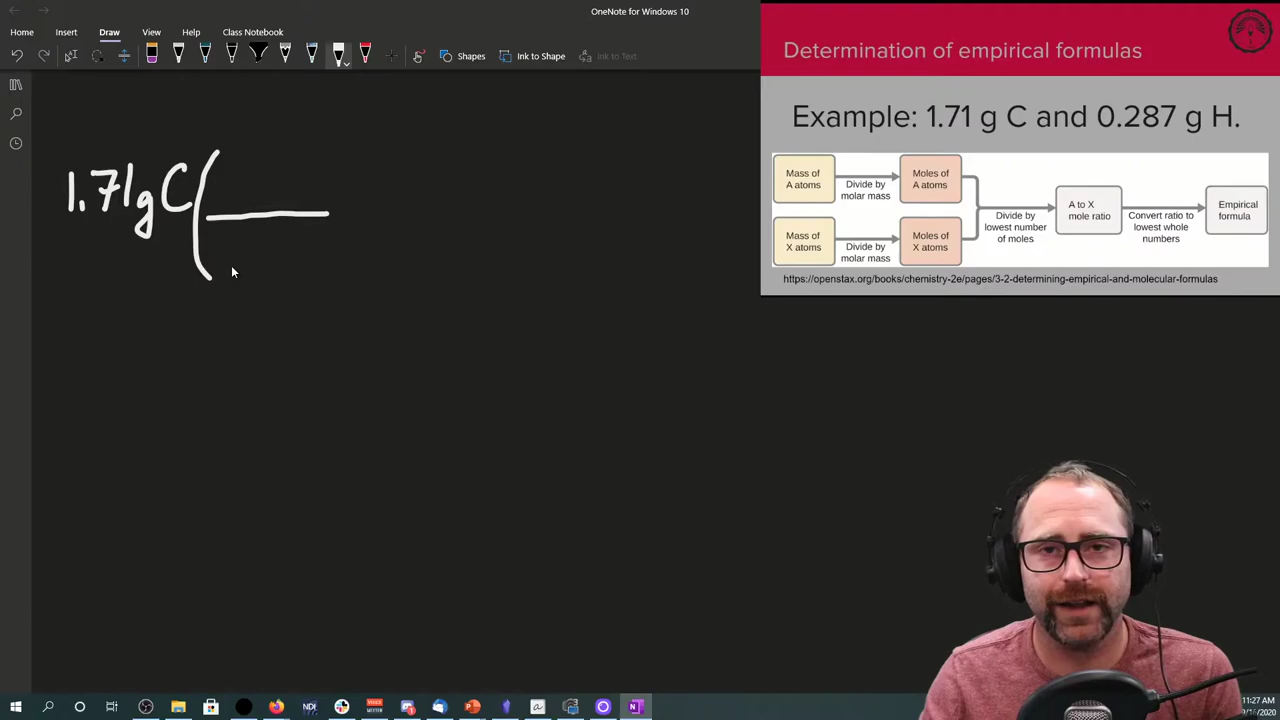 OneNote for Windows 10
Home Insert Draw View Help Class Notebook
Shapes Ink to Shape Ink to Text
1.71gC(
Determination of empirical formulas
Example: 1.71 g C and 0.287 g H.
Mass of
A atoms
Divide by
molar mass
Moles of
A atoms
Mass of
X atoms
Divide by
molar mass
Moles of
X atoms
Divide by
lowest number
of moles
A to X
mole ratio
Convert ratio to
lowest whole
numbers
Empirical
formula
https://openstax.org/books/chemistry-2e/pages/3-2-determining-empirical-and-molecular-formulas
11:27 AM